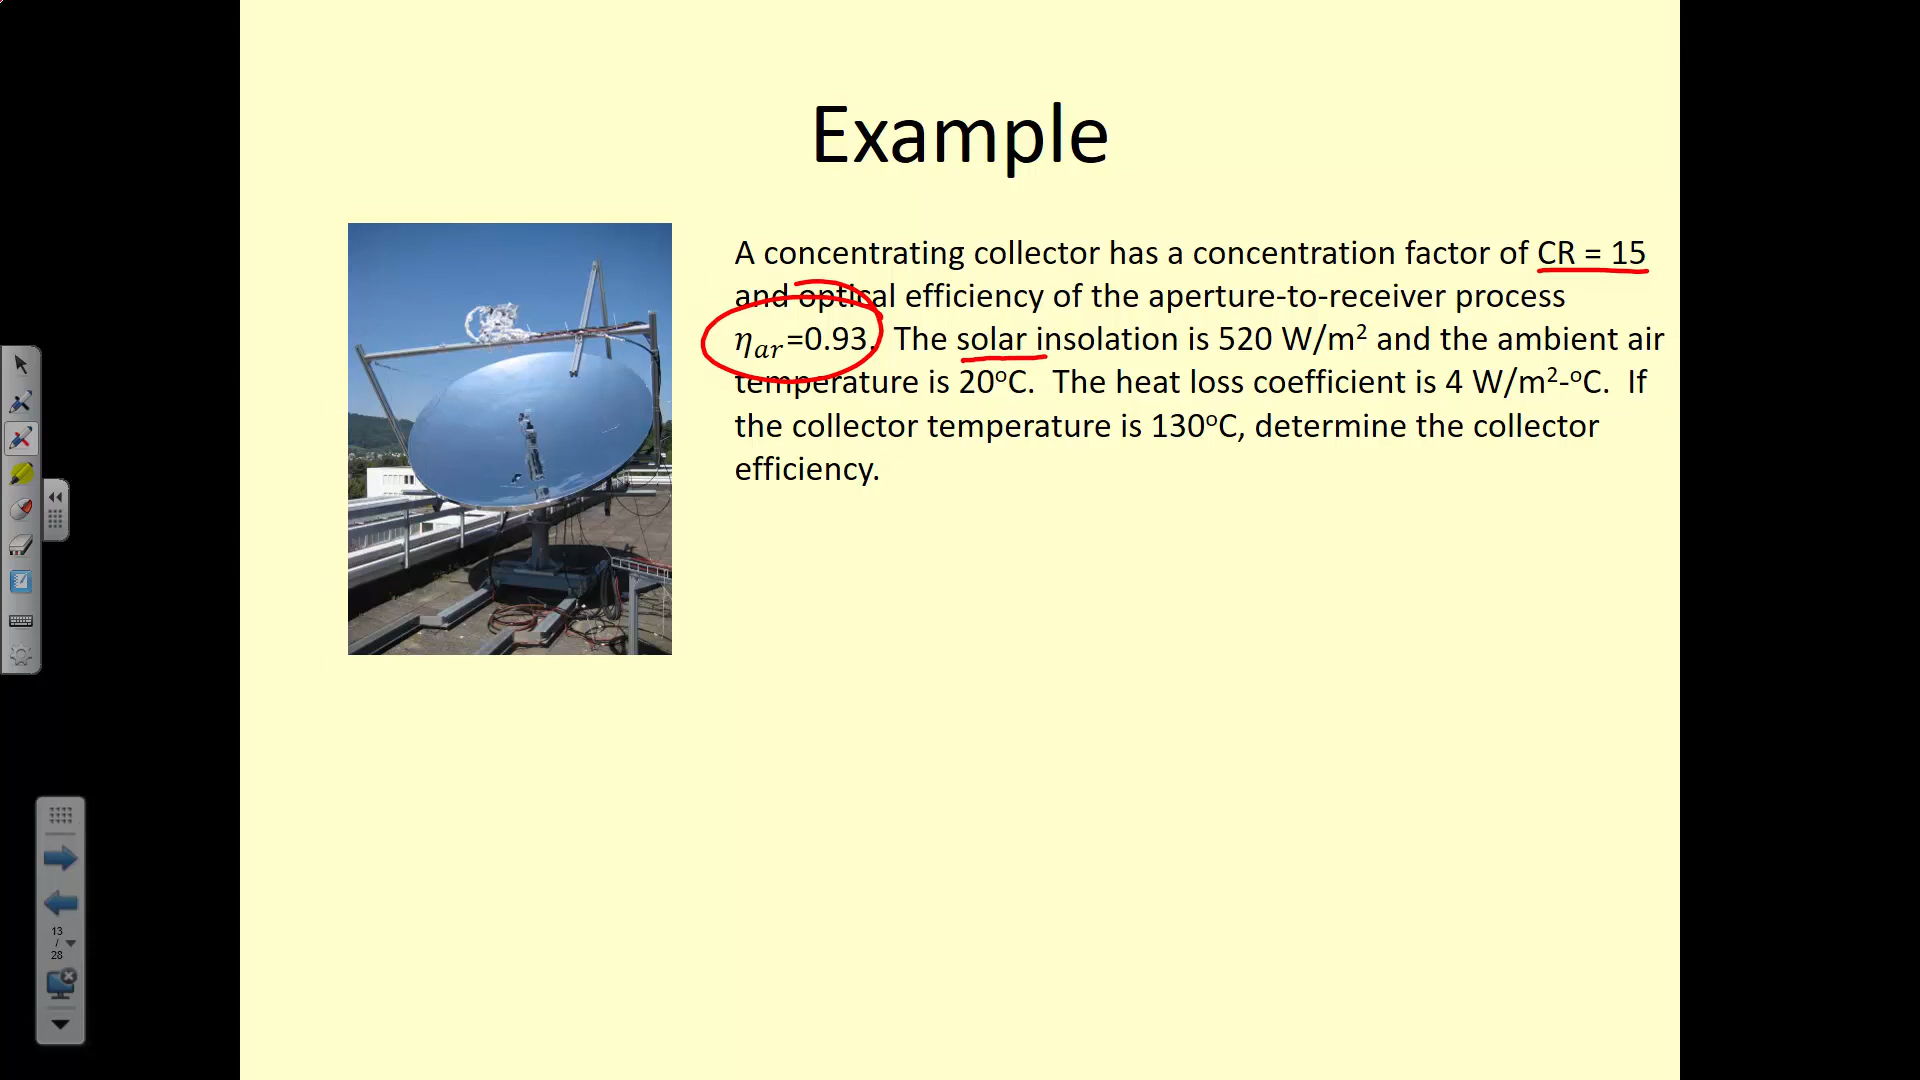 Example
A concentrating collector has a concentration factor of CR = 15
and optical efficiency of the aperture-to-receiver process
η_ar=0.93. The solar insolation is 520 W/m² and the ambient air
temperature is 20ºC. The heat loss coefficient is 4 W/m²-ºC. If
the collector temperature is 130ºC, determine the collector
efficiency.
13
/
28